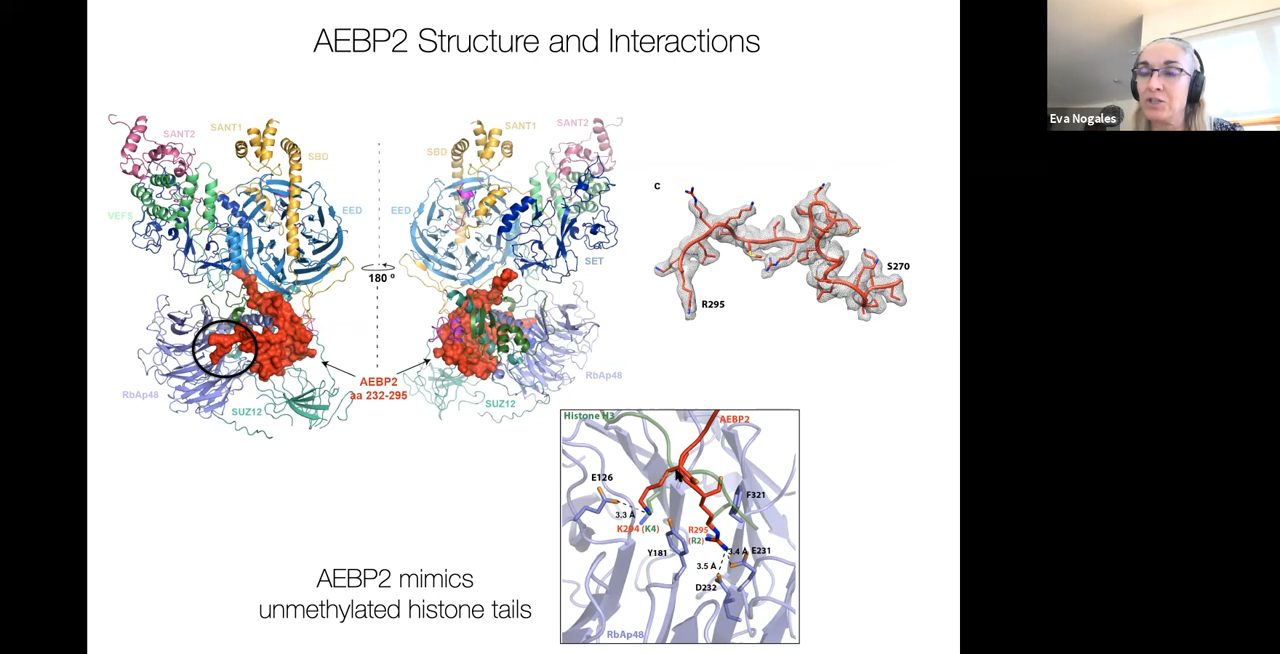 AEBP2 Structure and Interactions
Eva Nogales
SANT2
SANT1
SBD
VEFS
EED
RbAp48
SUZ12
180 º
SBD
SANT1
SANT2
EED
SET
RbAp48
SUZ12
AEBP2
aa 232-295
C
R295
S270
Histone H3
AEBP2
E126
3.3 Å
K294 (K4)
Y181
F321
R295
(R2)
3.4 Å
E231
3.5 Å
D232
RbAp48
AEBP2 mimics
unmethylated histone tails